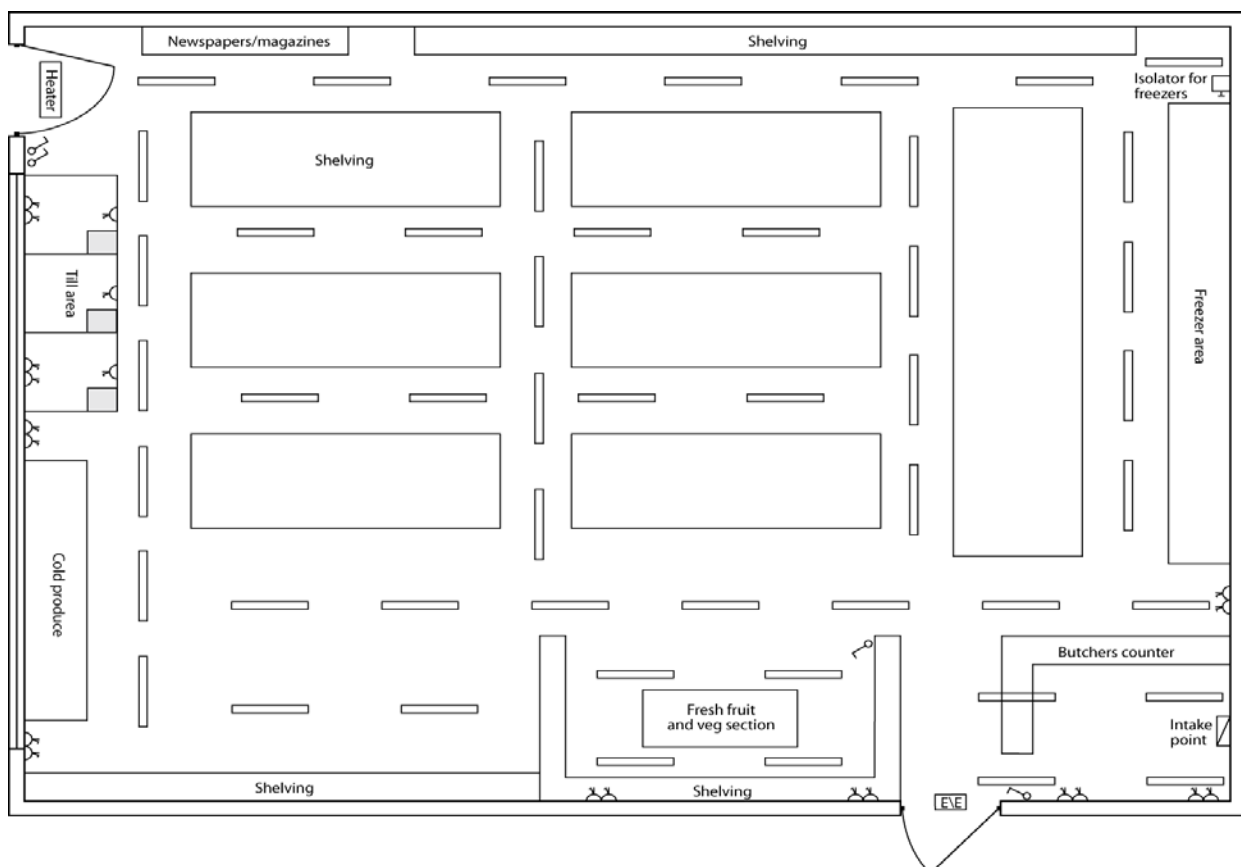 Newspapers/magazines
Shelving
Heater
Isolator for
freezers
Shelving
Till area
Freezer area
Cold produce
Butchers counter
Fresh fruit
and veg section
Intake
point
Shelving
Shelving
E\E